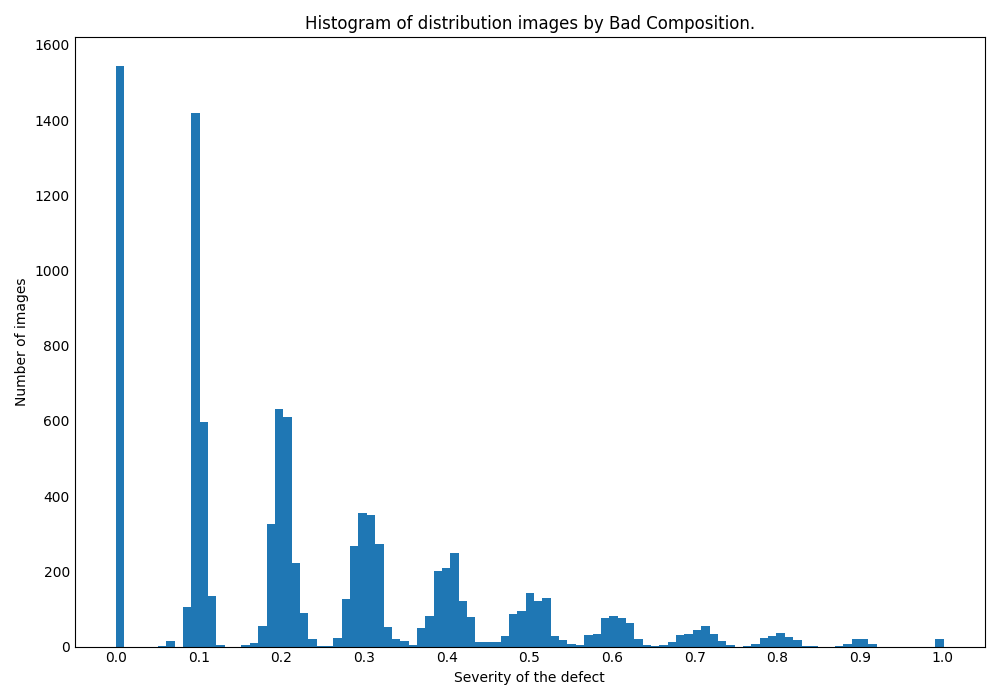 Histogram of distribution images by Bad Composition.
1600
1400
1200
1000
800
600
400
200
0
Number of images
0.0 0.1 0.2 0.3 0.4 0.5 0.6 0.7 0.8 0.9 1.0
Severity of the defect